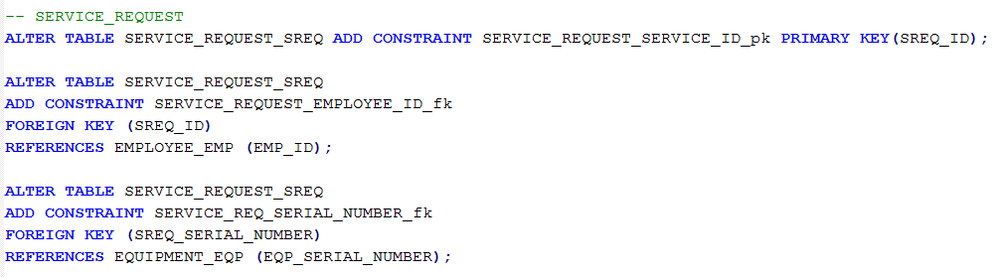 -- SERVICE_REQUEST
ALTER TABLE SERVICE_REQUEST_SREQ ADD CONSTRAINT SERVICE_REQUEST_SERVICE_ID_pk PRIMARY KEY(SREQ_ID);
ALTER TABLE SERVICE_REQUEST_SREQ
ADD CONSTRAINT SERVICE_REQUEST_EMPLOYEE_ID_fk
FOREIGN KEY (SREQ_ID)
REFERENCES EMPLOYEE_EMP (EMP_ID);
ALTER TABLE SERVICE_REQUEST_SREQ
ADD CONSTRAINT SERVICE_REQ_SERIAL_NUMBER_fk
FOREIGN KEY (SREQ_SERIAL_NUMBER)
REFERENCES EQUIPMENT_EQP (EQP_SERIAL_NUMBER);